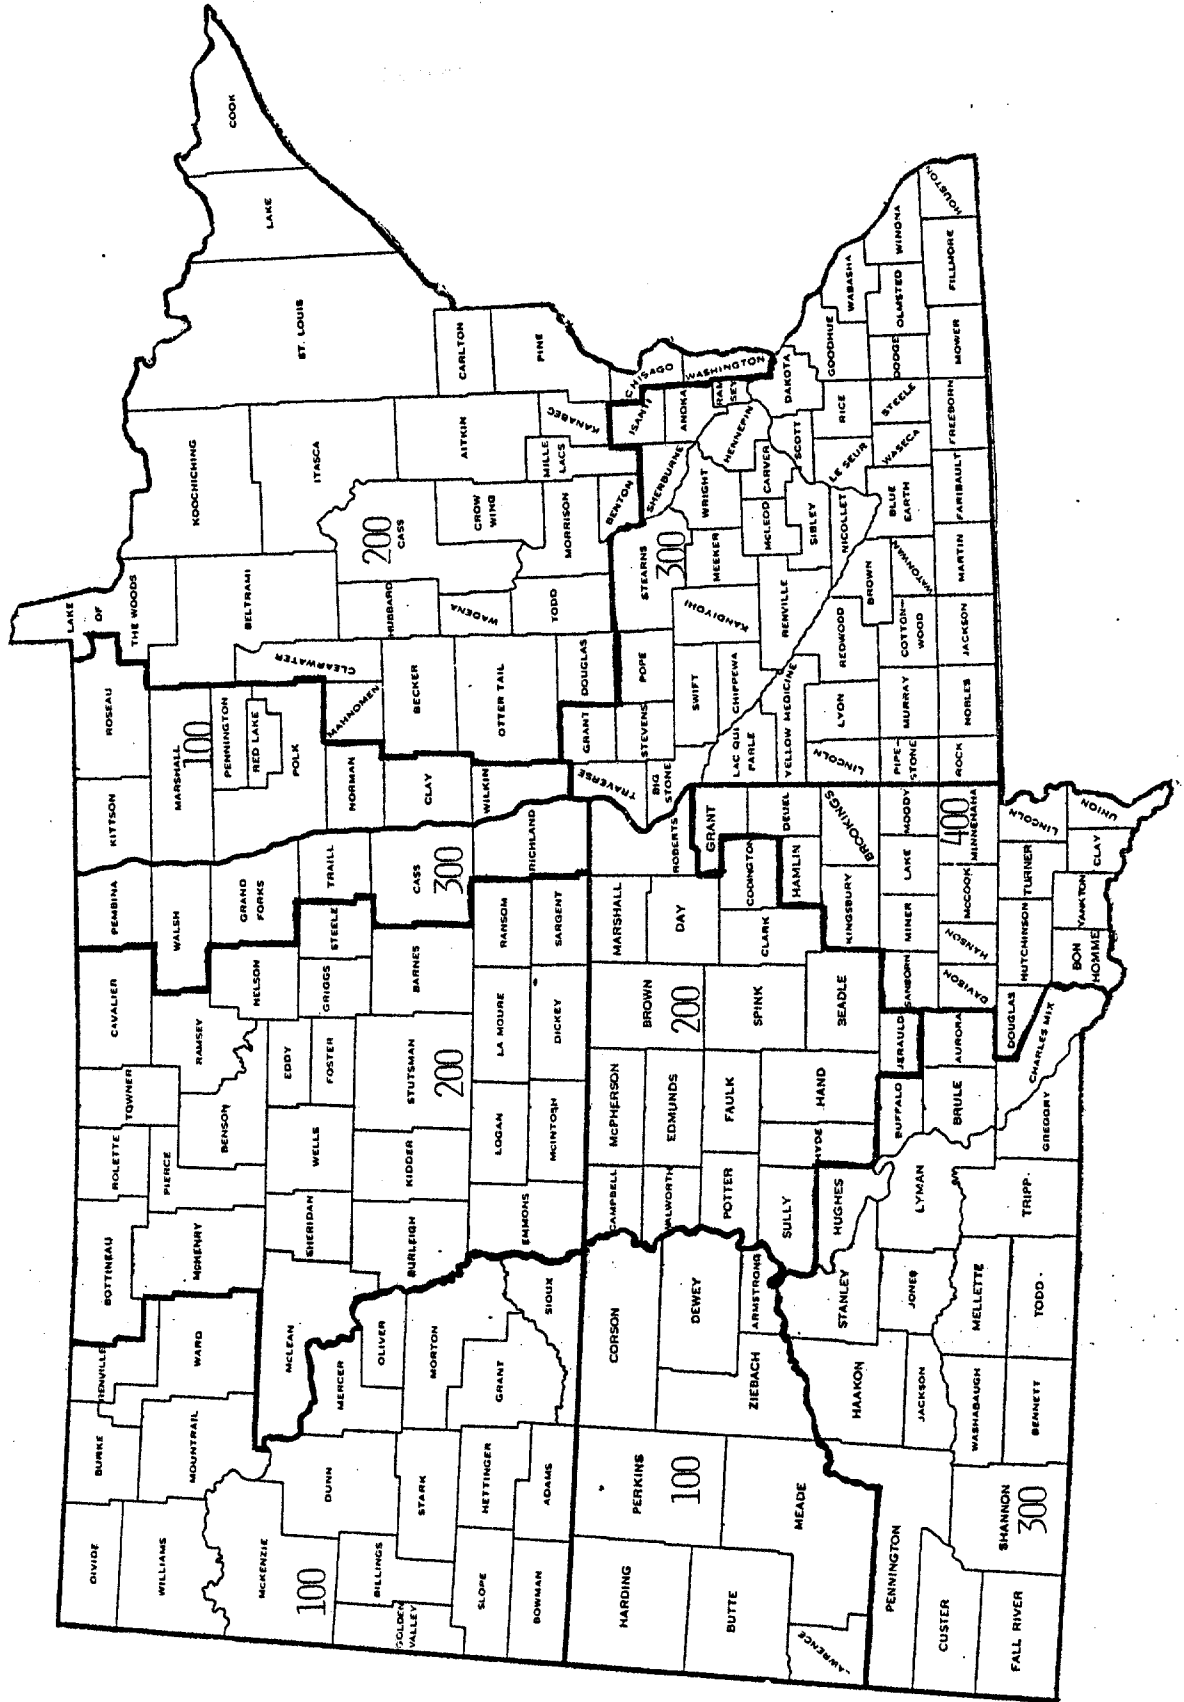 COOK
LAKE
ST. LOUIS
CARLTON
PINE
KOOCHICHING
ITASCA
AITKIN
KANABEC
MILLE
LACS
CROW
WING
200
CASS
MORRISON
BENTON
LAKE
OF
THE WOODS
BELTRAMI
HUBBARD
WADENA
TODD
CLEARWATER
BECKER
OTTER TAIL
DOUGLAS
MAHNOMEN
ROSEAU
KITTSON
MARSHALL
100
PENNINGTON
RED LAKE
POLK
NORMAN
CLAY
WILKIN
GRANT
STEVENS
POPE
TRAVERSE
BIG
STONE
STEARNS
300
CHISAGO
WASHINGTON
ISANTI
ANOKA
RAM
SEY
HENNEPIN
SHERBURNE
WRIGHT
MEEKER
KANDIYOHI
SWIFT
CHIPPEWA
LAC QUI
PARLE
YELLOW MEDICINE
RENVILLE
MCLEOD
CARVER
SCOTT
DAKOTA
SIBLEY
NICOLLET
LE SEUR
RICE
GOODHUE
WABASHA
WINONA
HOUSTON
OLMSTED
DODGE
STEELE
WASECA
BLUE
EARTH
BROWN
WATONWAN
REDWOOD
LYON
LINCOLN
PIPE-
STONE
MURRAY
COTTON-
WOOD
FILLMORE
MOWER
FREEBORN
FARIBAULT
MARTIN
JACKSON
NOBLES
ROCK
PEMBINA
WALSH
GRAND
FORKS
TRAILL
STEELE
CASS
300
RICHLAND
CAVALIER
TOWNER
ROLETTE
BOTTINEAU
RAMSEY
NELSON
GRIGGS
BARNES
RANSOM
SARGENT
BENSON
PIERCE
MCHENRY
EDDY
FOSTER
WELLS
SHERIDAN
STUTSMAN
200
KIDDER
BURLEIGH
LA MOURE
DICKEY
LOGAN
MCINTOSH
EMMONS
RENVILLE
WARD
BURKE
MOUNTRAIL
DIVIDE
WILLIAMS
MCKENZIE
100
MCLEAN
MERCER
OLIVER
MORTON
GRANT
SIOUX
DUNN
STARK
HETTINGER
ADAMS
BILLINGS
GOLDEN
VALLEY
SLOPE
BOWMAN
ROBERTS
GRANT
MARSHALL
DAY
CODINGTON
DEUEL
HAMLIN
CLARK
BROOKINGS
KINGSBURY
BROWN
200
SPINK
BEADLE
MCPHERSON
EDMUNDS
FAULK
HAND
CAMPBELL
WALWORTH
POTTER
HYDE
SULLY
HUGHES
MOODY
LAKE
MINER
SANBORN
JERAULD
BUFFALO
400
MINNEHAHA
MCCOOK
HANSON
DAVISON
AURORA
BRULE
LINCOLN
TURNER
HUTCHINSON
DOUGLAS
UNION
CLAY
YANKTON
BON
HOMME
CHARLES MIX
GREGORY
LYMAN
TRIPP
CORSON
DEWEY
ARMSTRONG
ZIEBACH
STANLEY
JONES
MELLETTE
TODD
HAAKON
JACKSON
WASHABAUGH
BENNETT
PERKINS
100
MEADE
HARDING
BUTTE
LAWRENCE
PENNINGTON
CUSTER
SHANNON
300
FALL RIVER